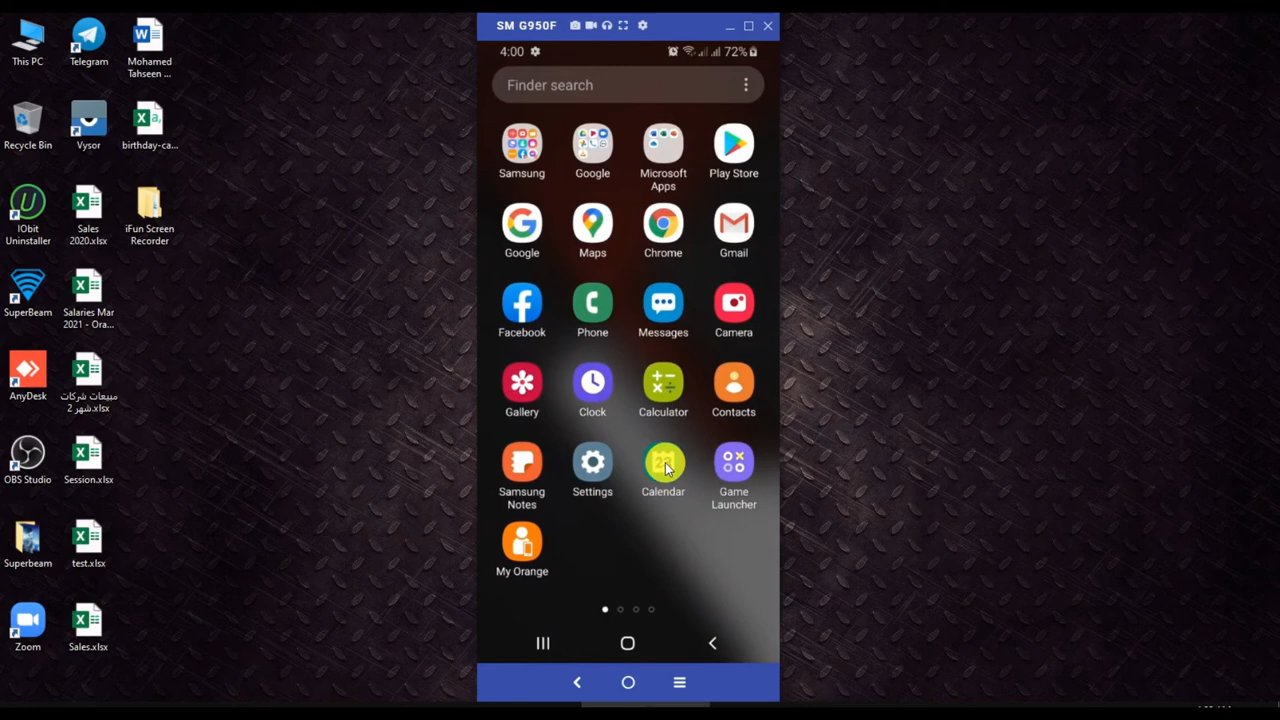 This PC
Telegram
Mohamed
Tahseen ...
Recycle Bin
Vysor
birthday-ca...
IObit
Uninstaller
Sales
2020.xlsx
iFun Screen
Recorder
SuperBeam
Salaries Mar
2021 - Ora...
AnyDesk
مبيعات شركات
شهر 2.xlsx
OBS Studio
Session.xlsx
Superbeam
test.xlsx
Zoom
Sales.xlsx
SM G950F
4:00
72%
Finder search
Samsung
Google
Microsoft
Apps
Play Store
Google
Maps
Chrome
Gmail
Facebook
Phone
Messages
Camera
Gallery
Clock
Calculator
Contacts
Samsung
Notes
Settings
Calendar
Game
Launcher
My Orange